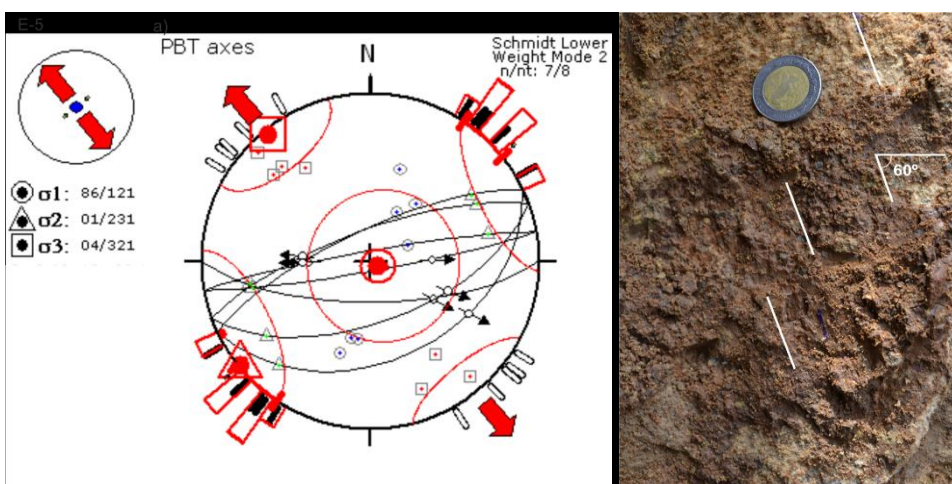 E-5
a)
PBT axes
N
Schmidt Lower
Weight Mode 2
n/nt: 7/8
σ1: 86/121
σ2: 01/231
σ3: 04/321
60°